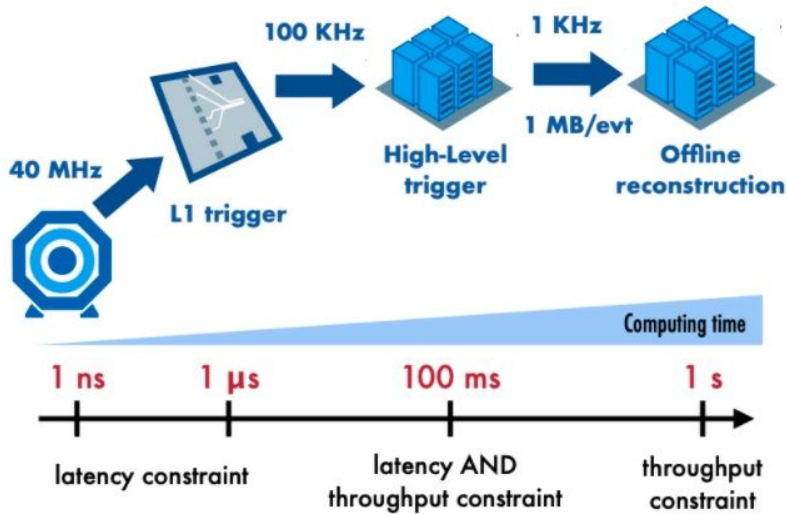 100 KHz
1 KHz
40 MHz
L1 trigger
High-Level
trigger
1 MB/evt
Offline
reconstruction
Computing time
1 ns
1 µs
100 ms
1 s
latency constraint
latency AND
throughput constraint
throughput
constraint